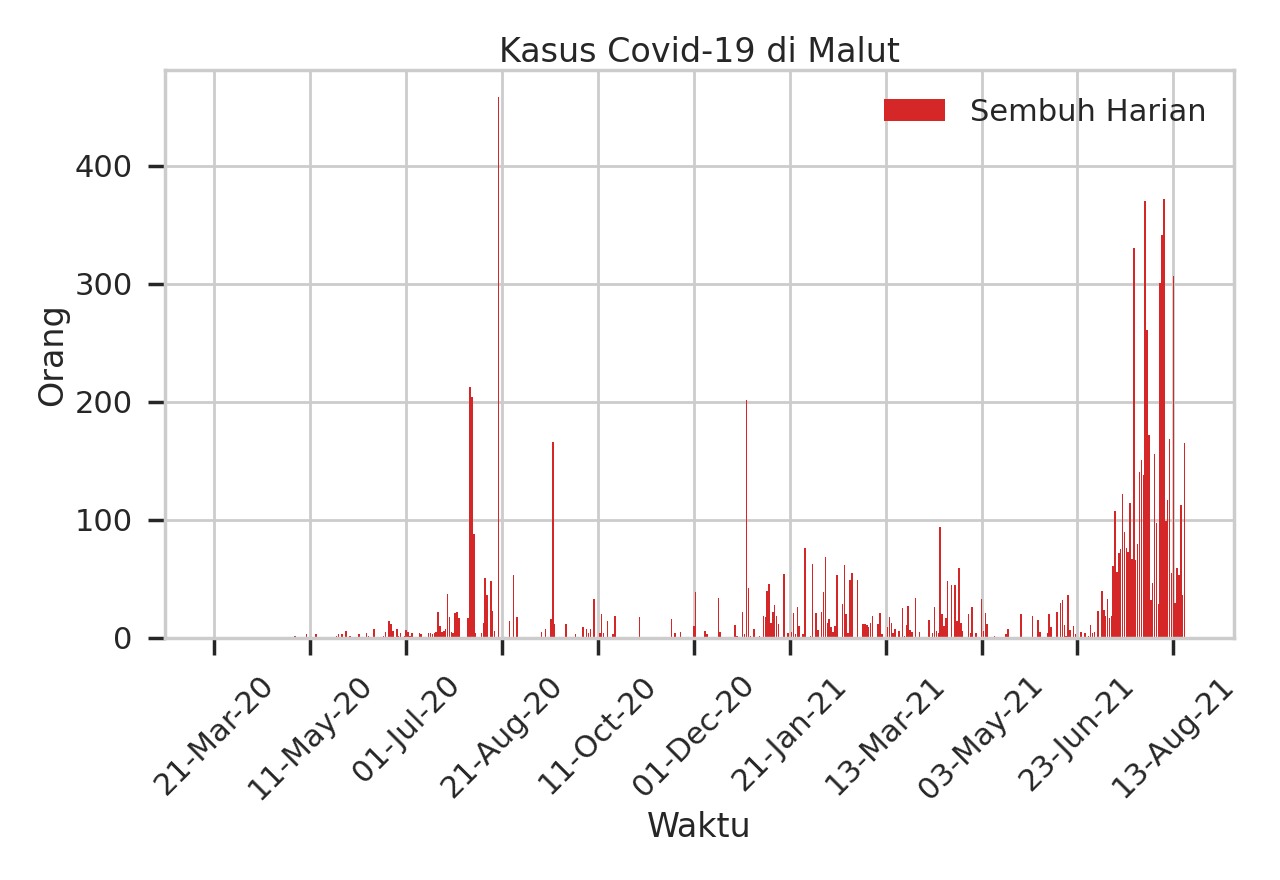 Kasus Covid-19 di Malut
Sembuh Harian
Orang
400
300
200
100
0
21-Mar-20
11-May-20
01-Jul-20
21-Aug-20
11-Oct-20
01-Dec-20
21-Jan-21
13-Mar-21
03-May-21
23-Jun-21
13-Aug-21
Waktu